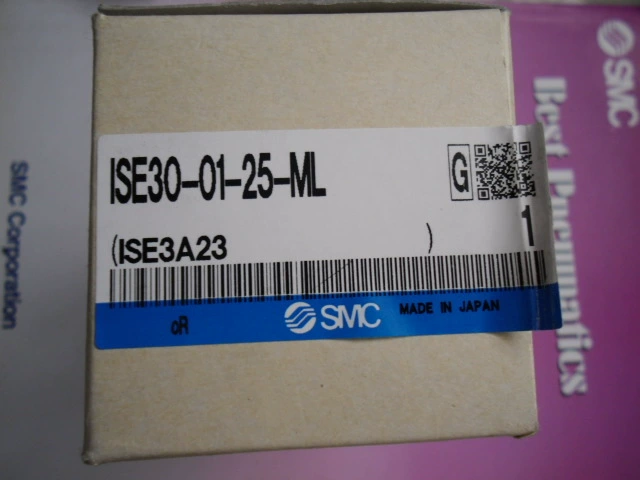 ISE30-01-25-ML
G
(ISE3A23 )
1
oR
SMC
MADE IN JAPAN
SMC Corporation
SMC
Best Pneumatics